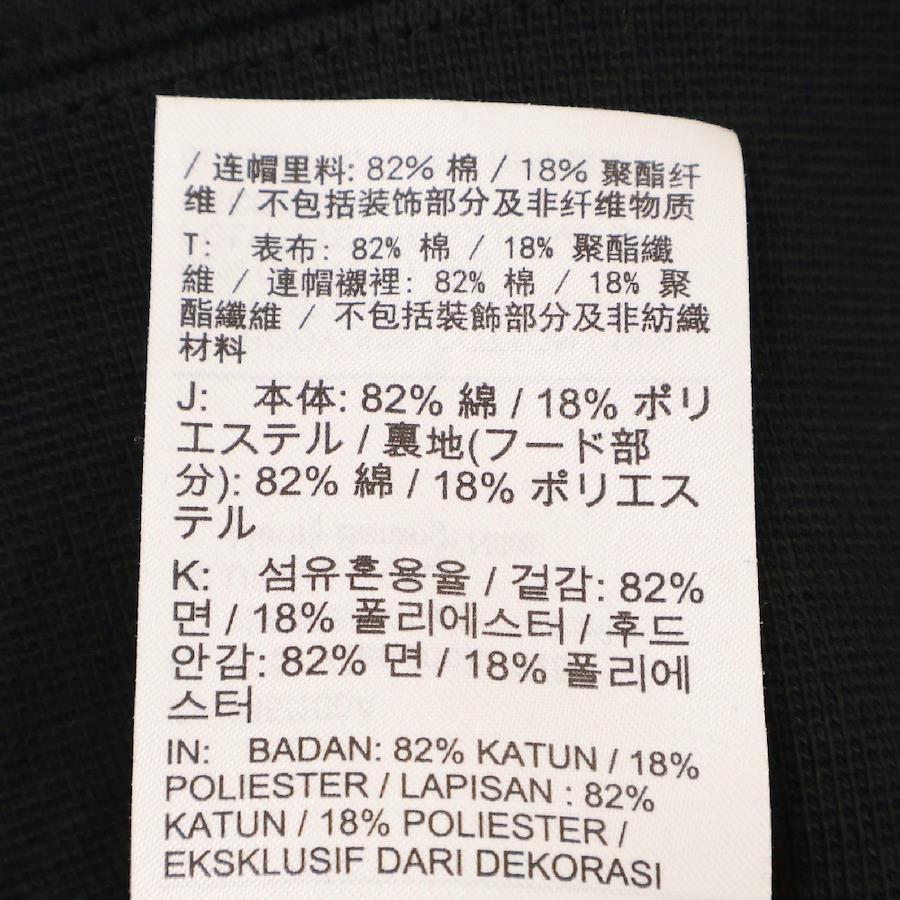 / 连帽里料: 82% 棉 / 18% 聚酯纤
维 / 不包括装饰部分及非纤维物质
T: 表布: 82% 棉 / 18% 聚酯纖
維 / 連帽襯裡: 82% 棉 / 18% 聚
酯纖維 / 不包括裝飾部分及非紡織
材料
J: 本体: 82% 綿 / 18% ポリ
エステル / 裏地(フード部
分): 82% 綿 / 18% ポリエス
テル
K: 섬유혼용율 / 겉감: 82%
면 / 18% 폴리에스터 / 후드
안감: 82% 면 / 18% 폴리에
스터
IN: BADAN: 82% KATUN / 18%
POLIESTER / LAPISAN : 82%
KATUN / 18% POLIESTER /
EKSKLUSIF DARI DEKORASI